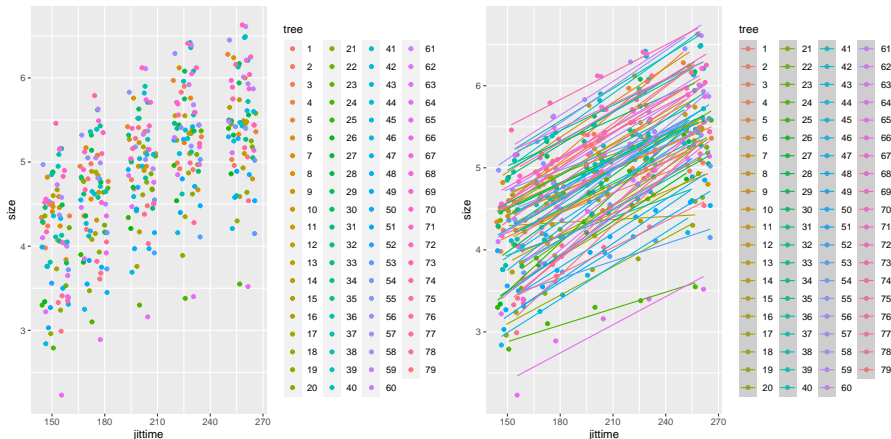 tree
1 21 41 61
2 22 42 62
3 23 43 63
4 24 44 64
5 25 45 65
6 26 46 66
7 27 47 67
8 28 48 68
9 29 49 69
10 30 50 70
11 31 51 71
12 32 52 72
13 33 53 73
14 34 54 74
15 35 55 75
16 36 56 76
17 37 57 77
18 38 58 78
19 39 59 79
20 40 60
size
6
5
4
3
150 180 210 240 270
jittime
tree
1 21 41 61
2 22 42 62
3 23 43 63
4 24 44 64
5 25 45 65
6 26 46 66
7 27 47 67
8 28 48 68
9 29 49 69
10 30 50 70
11 31 51 71
12 32 52 72
13 33 53 73
14 34 54 74
15 35 55 75
16 36 56 76
17 37 57 77
18 38 58 78
19 39 59 79
20 40 60
size
6
5
4
3
150 180 210 240 270
jittime